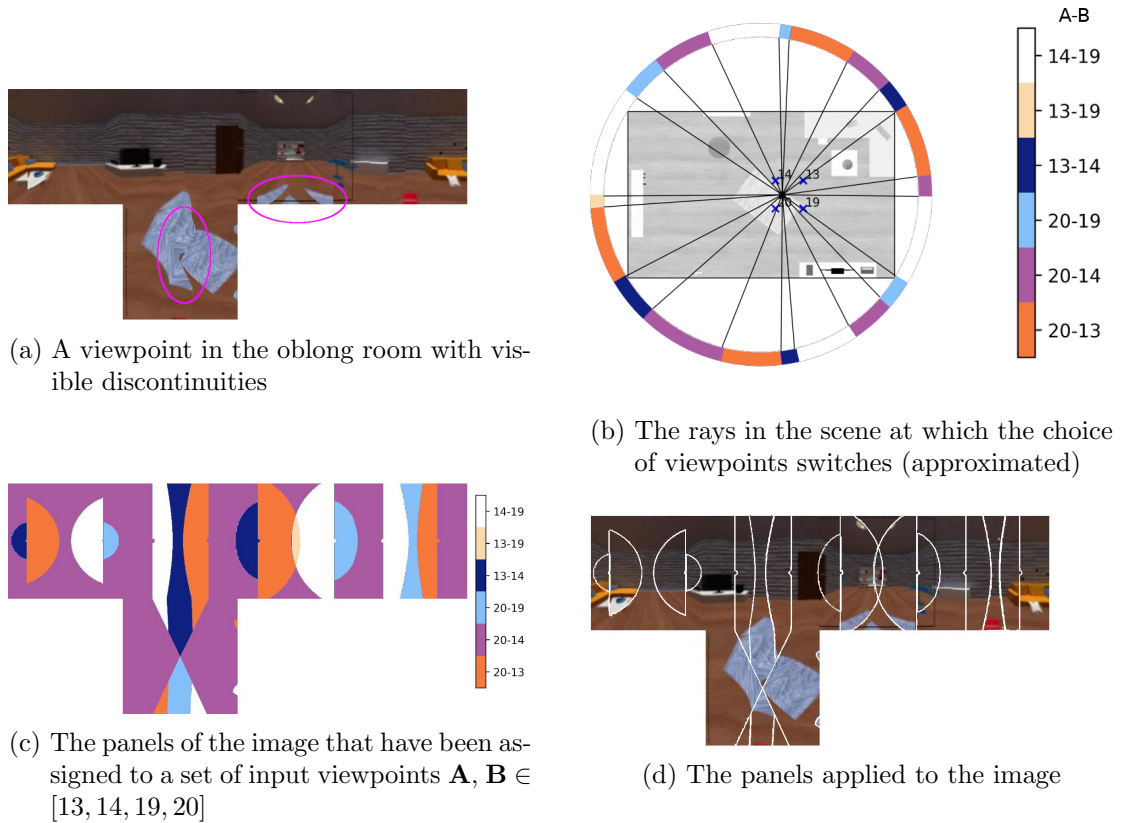 A-B
14-19
13-19
13-14
20-19
20-14
20-13
14
13
20
19
(a) A viewpoint in the oblong room with vis-
ible discontinuities
(b) The rays in the scene at which the choice
of viewpoints switches (approximated)
14-19
13-19
13-14
20-19
20-14
20-13
(c) The panels of the image that have been as-
signed to a set of input viewpoints A, B ∈
[13, 14, 19, 20]
(d) The panels applied to the image